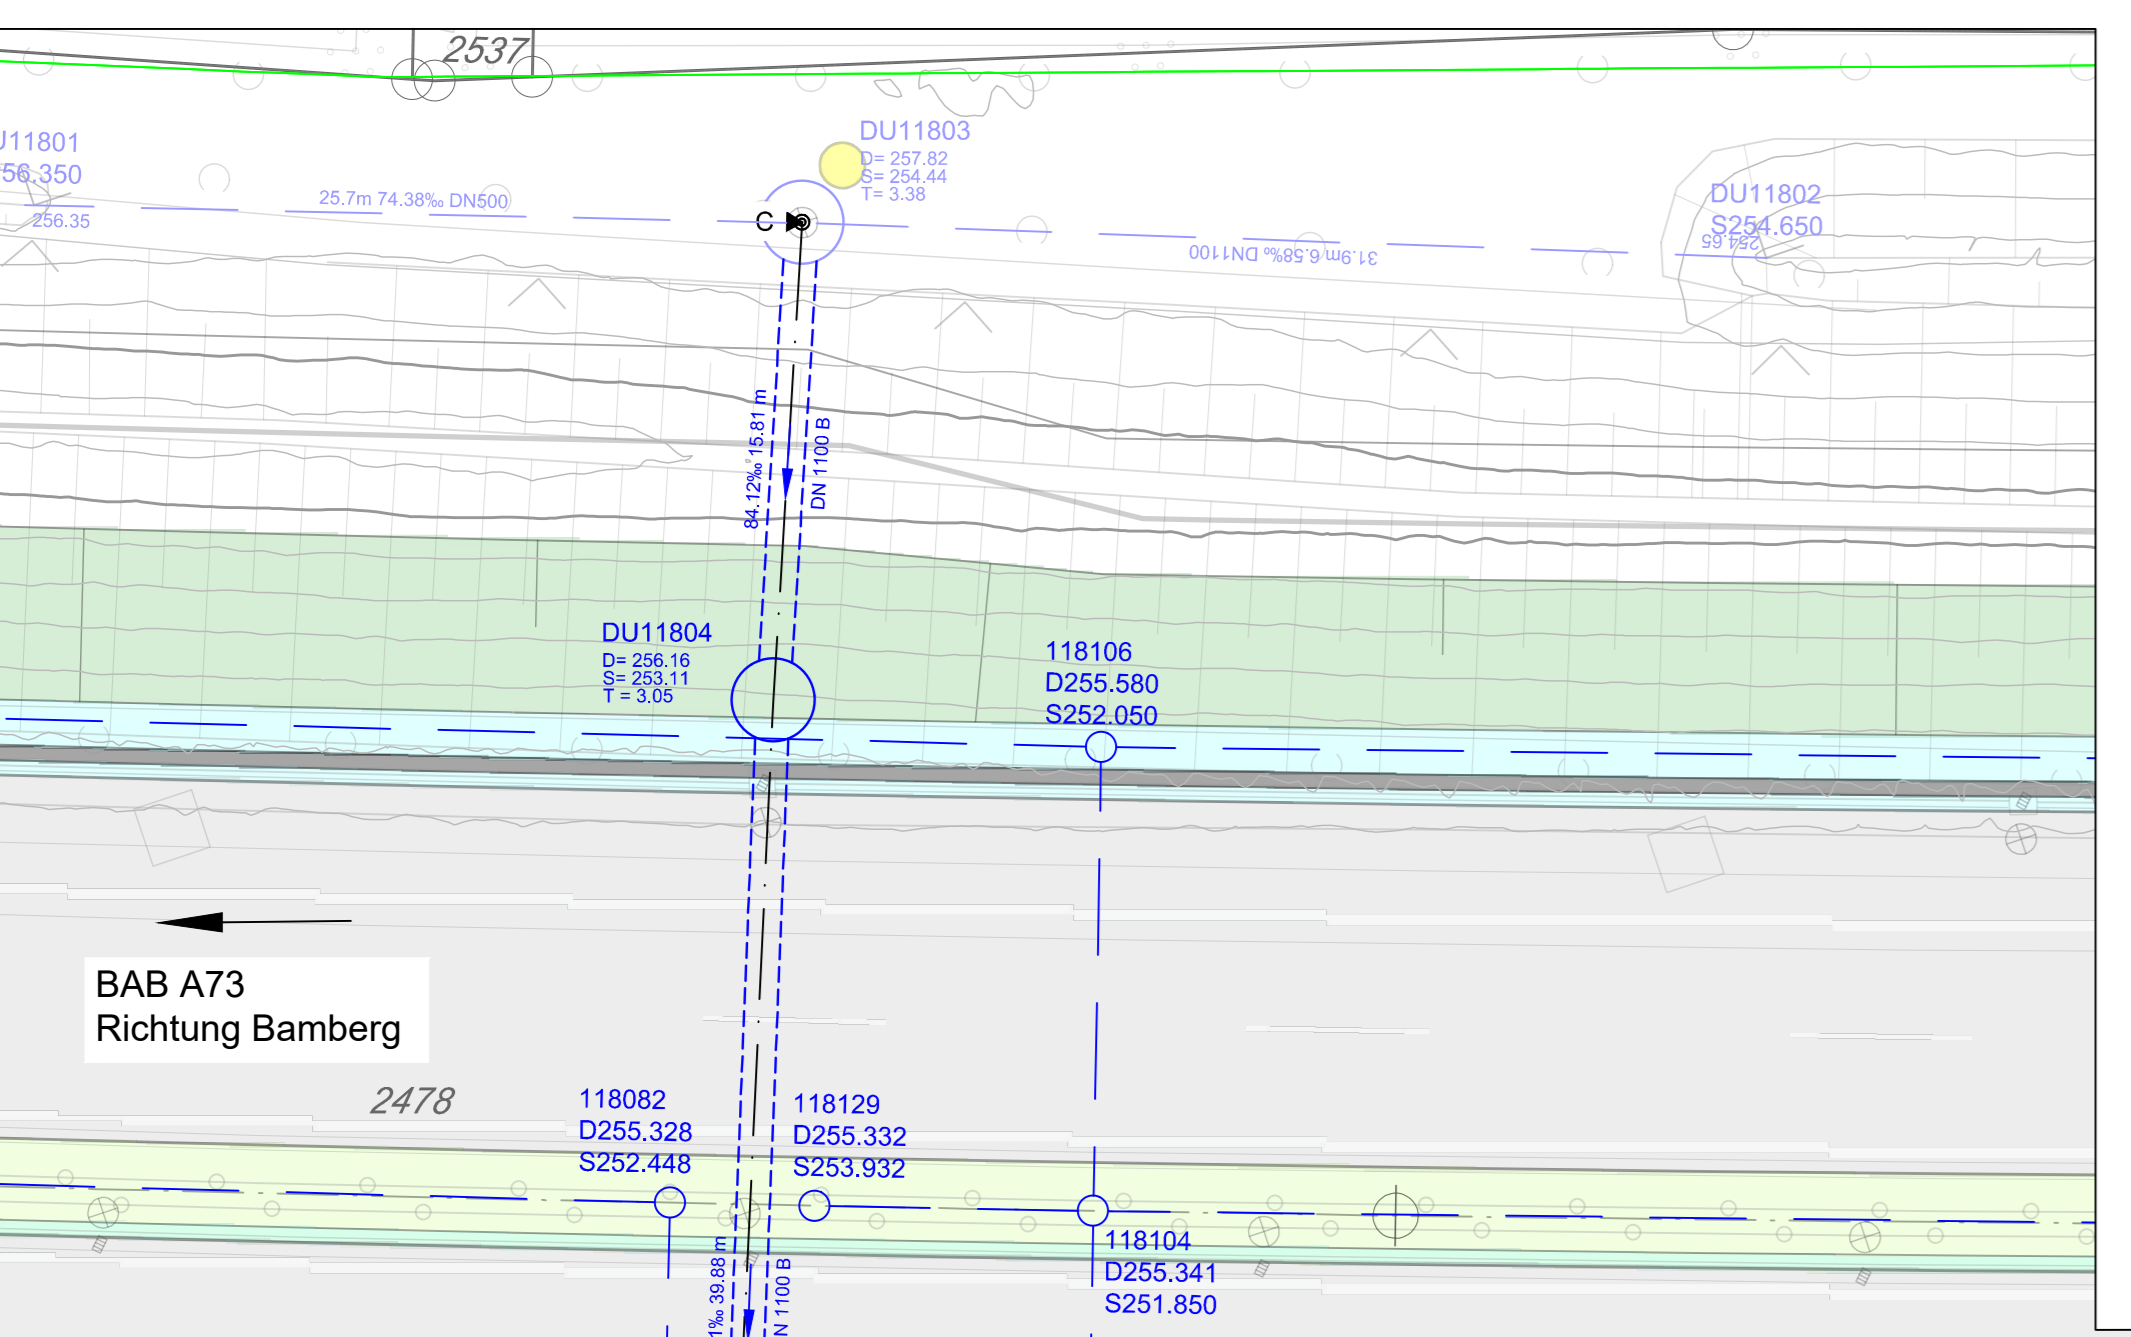 2537
DU11803
D= 257.82
S= 254.44
T= 3.38
U11801
56.350
256.35
25.7m 74.38‰ DN500
C
DU11802
S254.650
254.65
31.9m 6.58‰ DN1100
84.12‰ 15.81 m
DN 1100 B
DU11804
D= 256.16
S= 253.11
T = 3.05
118106
D255.580
S252.050
BAB A73
Richtung Bamberg
2478
118082
D255.328
S252.448
118129
D255.332
S253.932
118104
D255.341
S251.850
1‰ 39.88 m
N 1100 B